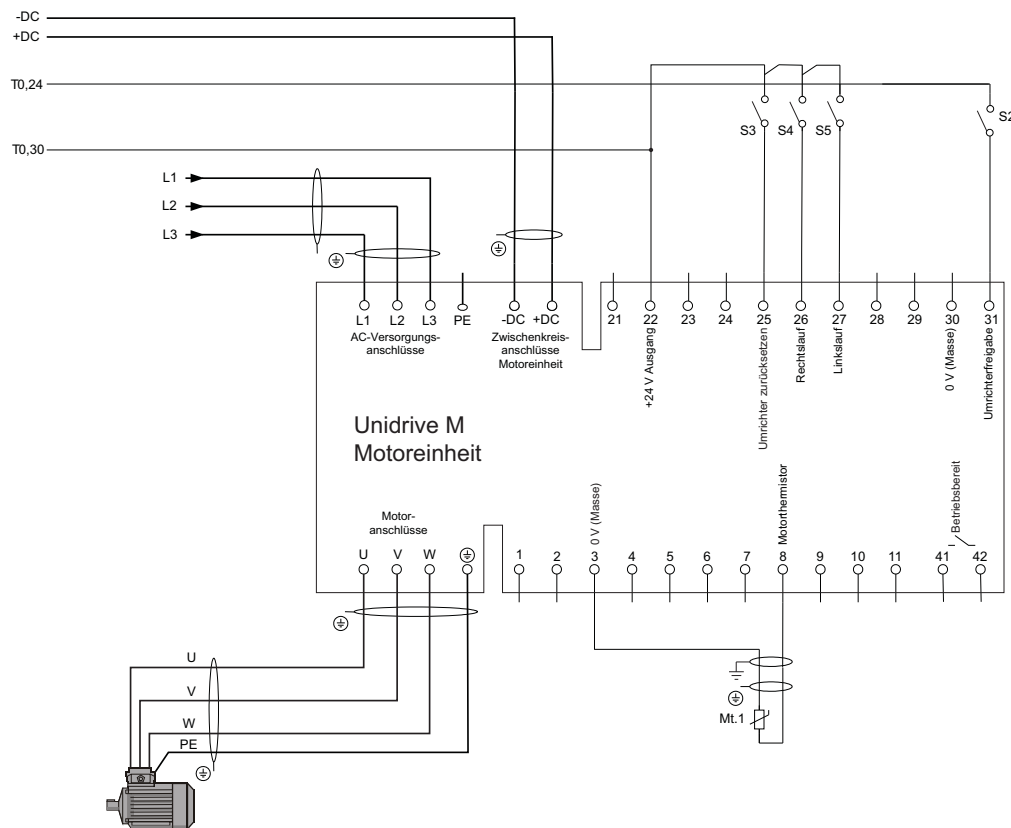 -DC
+DC
T0,24
T0,30
S3
S4
S5
S2
L1
L2
L3
L1
L2
L3
PE
-DC
+DC
AC-Versorgungs-
anschlüsse
Zwischenkreis-
anschlüsse
Motoreinheit
21
22
23
24
25
26
27
28
29
30
31
+24 V Ausgang
Umrichter zurücksetzen
Rechtslauf
Linkslauf
0 V (Masse)
Umrichterfreigabe
Unidrive M
Motoreinheit
Motor-
anschlüsse
U
V
W
0 V (Masse)
Motorthermistor
Betriebsbereit
1
2
3
4
5
6
7
8
9
10
11
41
42
U
V
W
PE
Mt.1